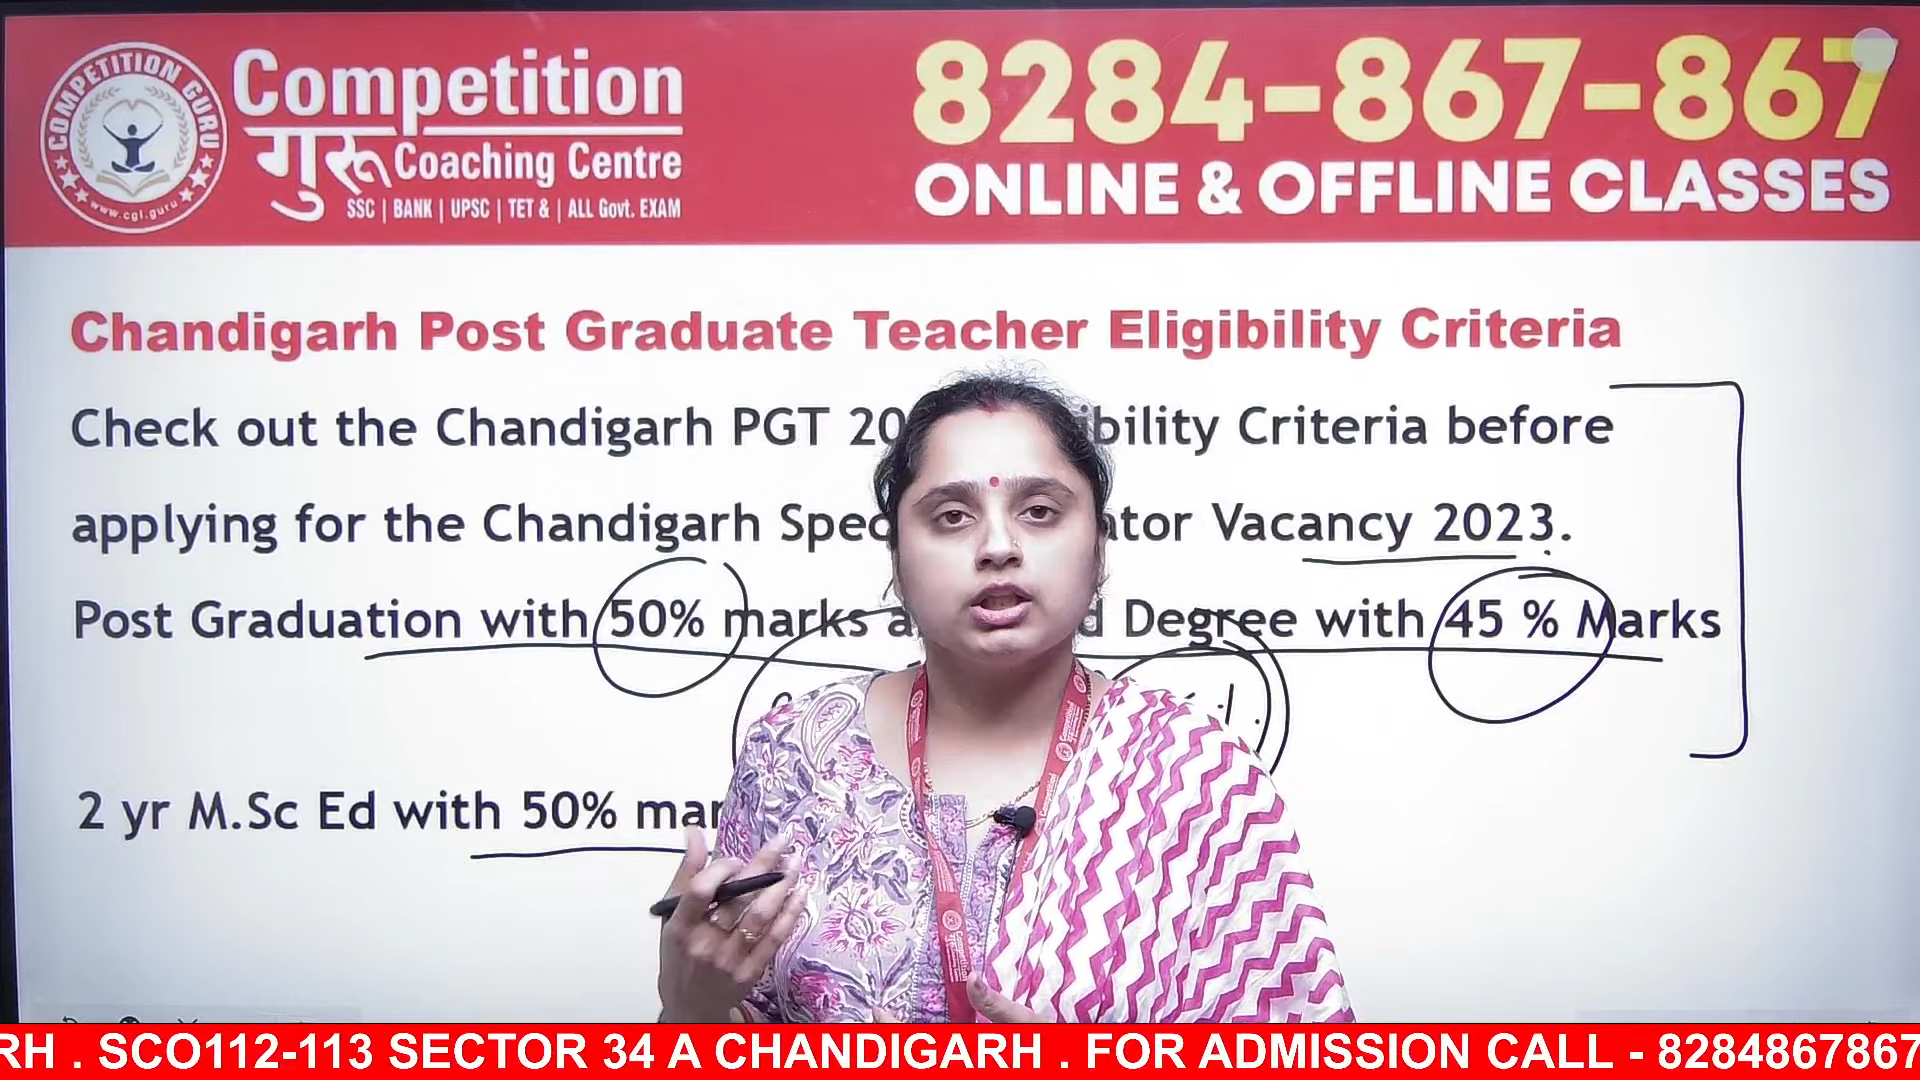 COMPETITION GURU
www.cgl.guru
Competition
गुरू Coaching Centre
SSC | BANK | UPSC | TET & | ALL Govt. EXAM
8284-867-867
ONLINE & OFFLINE CLASSES
Chandigarh Post Graduate Teacher Eligibility Criteria
Check out the Chandigarh PGT 20 bility Criteria before
applying for the Chandigarh Spec ator Vacancy 2023.
Post Graduation with 50% marks a d Degree with 45 % Marks
2 yr M.Sc Ed with 50% mar
RH . SCO112-113 SECTOR 34 A CHANDIGARH . FOR ADMISSION CALL - 8284867867